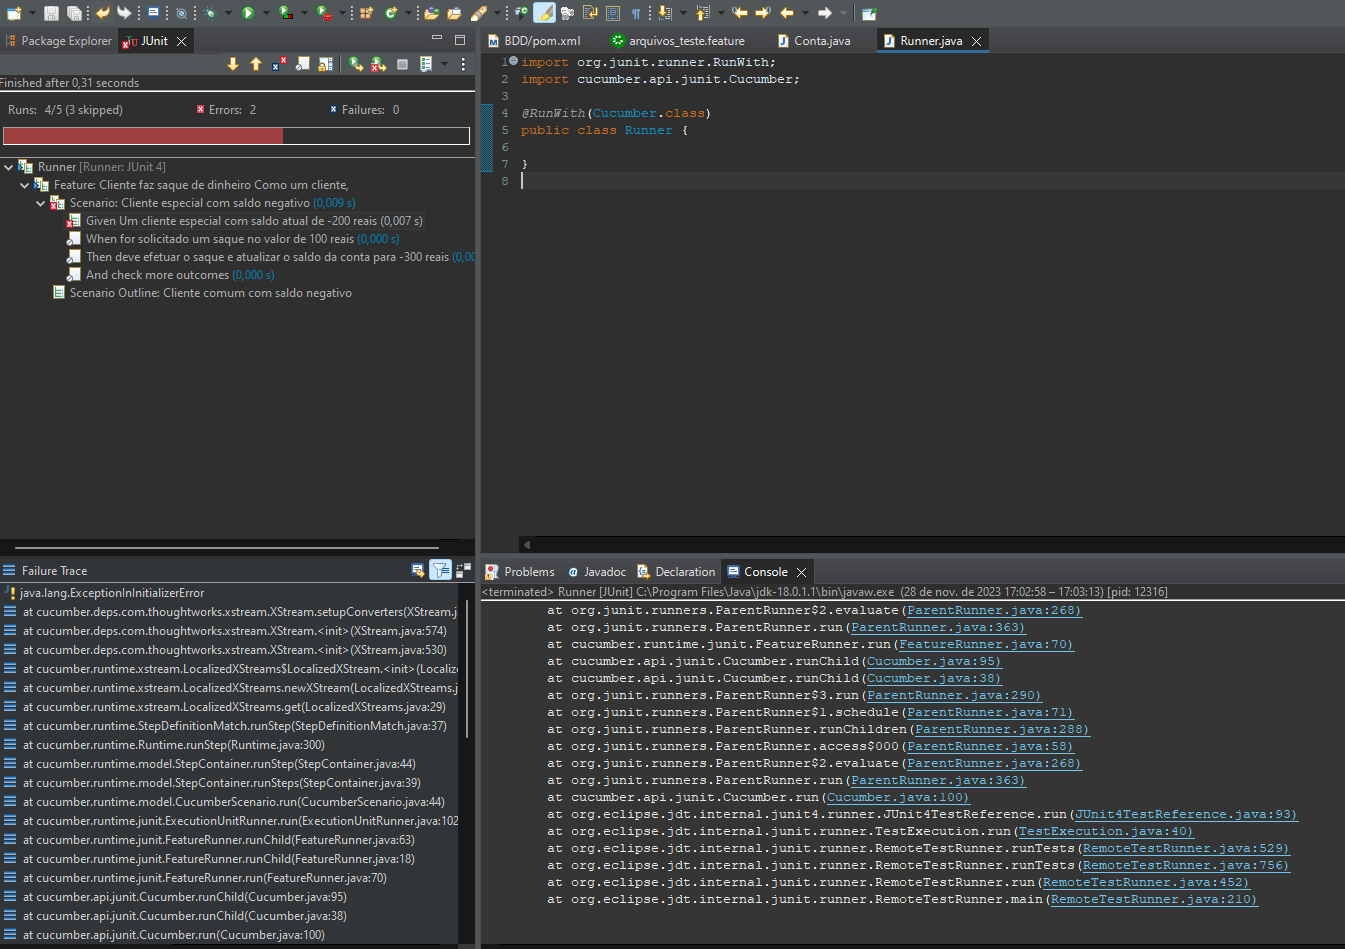 Package Explorer
JUnit
Finished after 0,31 seconds
Runs: 4/5 (3 skipped)
Errors: 2
Failures: 0
Runner [Runner: JUnit 4]
Feature: Cliente faz saque de dinheiro Como um cliente,
Scenario: Cliente especial com saldo negativo (0,009 s)
Given Um cliente especial com saldo atual de -200 reais (0,007 s)
When for solicitado um saque no valor de 100 reais (0,000 s)
Then deve efetuar o saque e atualizar o saldo da conta para -300 reais (0,00
And check more outcomes (0,000 s)
Scenario Outline: Cliente comum com saldo negativo
BDD/pom.xml
arquivos_teste.feature
Conta.java
Runner.java
1 import org.junit.runner.RunWith;
2 import cucumber.api.junit.Cucumber;
3
4 @RunWith(Cucumber.class)
5 public class Runner {
6
7 }
8
Failure Trace
java.lang.ExceptionInInitializerError
at cucumber.deps.com.thoughtworks.xstream.XStream.setupConverters(XStream.j
at cucumber.deps.com.thoughtworks.xstream.XStream.<init>(XStream.java:574)
at cucumber.deps.com.thoughtworks.xstream.XStream.<init>(XStream.java:530)
at cucumber.runtime.xstream.LocalizedXStreams$LocalizedXStream.<init>(Localize
at cucumber.runtime.xstream.LocalizedXStreams.newXStream(LocalizedXStreams.j
at cucumber.runtime.xstream.LocalizedXStreams.get(LocalizedXStreams.java:29)
at cucumber.runtime.StepDefinitionMatch.runStep(StepDefinitionMatch.java:37)
at cucumber.runtime.Runtime.runStep(Runtime.java:300)
at cucumber.runtime.model.StepContainer.runStep(StepContainer.java:44)
at cucumber.runtime.model.StepContainer.runSteps(StepContainer.java:39)
at cucumber.runtime.model.CucumberScenario.run(CucumberScenario.java:44)
at cucumber.runtime.junit.ExecutionUnitRunner.run(ExecutionUnitRunner.java:102
at cucumber.runtime.junit.FeatureRunner.runChild(FeatureRunner.java:63)
at cucumber.runtime.junit.FeatureRunner.runChild(FeatureRunner.java:18)
at cucumber.runtime.junit.FeatureRunner.run(FeatureRunner.java:70)
at cucumber.api.junit.Cucumber.runChild(Cucumber.java:95)
at cucumber.api.junit.Cucumber.runChild(Cucumber.java:38)
at cucumber.api.junit.Cucumber.run(Cucumber.java:100)
Problems
Javadoc
Declaration
Console
<terminated> Runner [JUnit] C:\Program Files\Java\jdk-18.0.1.1\bin\javaw.exe (28 de nov. de 2023 17:02:58 – 17:03:13) [pid: 12316]
at org.junit.runners.ParentRunner$2.evaluate(ParentRunner.java:268)
at org.junit.runners.ParentRunner.run(ParentRunner.java:363)
at cucumber.runtime.junit.FeatureRunner.run(FeatureRunner.java:70)
at cucumber.api.junit.Cucumber.runChild(Cucumber.java:95)
at cucumber.api.junit.Cucumber.runChild(Cucumber.java:38)
at org.junit.runners.ParentRunner$3.run(ParentRunner.java:290)
at org.junit.runners.ParentRunner$1.schedule(ParentRunner.java:71)
at org.junit.runners.ParentRunner.runChildren(ParentRunner.java:288)
at org.junit.runners.ParentRunner.access$000(ParentRunner.java:58)
at org.junit.runners.ParentRunner$2.evaluate(ParentRunner.java:268)
at org.junit.runners.ParentRunner.run(ParentRunner.java:363)
at cucumber.api.junit.Cucumber.run(Cucumber.java:100)
at org.eclipse.jdt.internal.junit4.runner.JUnit4TestReference.run(JUnit4TestReference.java:93)
at org.eclipse.jdt.internal.junit.runner.TestExecution.run(TestExecution.java:40)
at org.eclipse.jdt.internal.junit.runner.RemoteTestRunner.runTests(RemoteTestRunner.java:529)
at org.eclipse.jdt.internal.junit.runner.RemoteTestRunner.runTests(RemoteTestRunner.java:756)
at org.eclipse.jdt.internal.junit.runner.RemoteTestRunner.run(RemoteTestRunner.java:452)
at org.eclipse.jdt.internal.junit.runner.RemoteTestRunner.main(RemoteTestRunner.java:210)